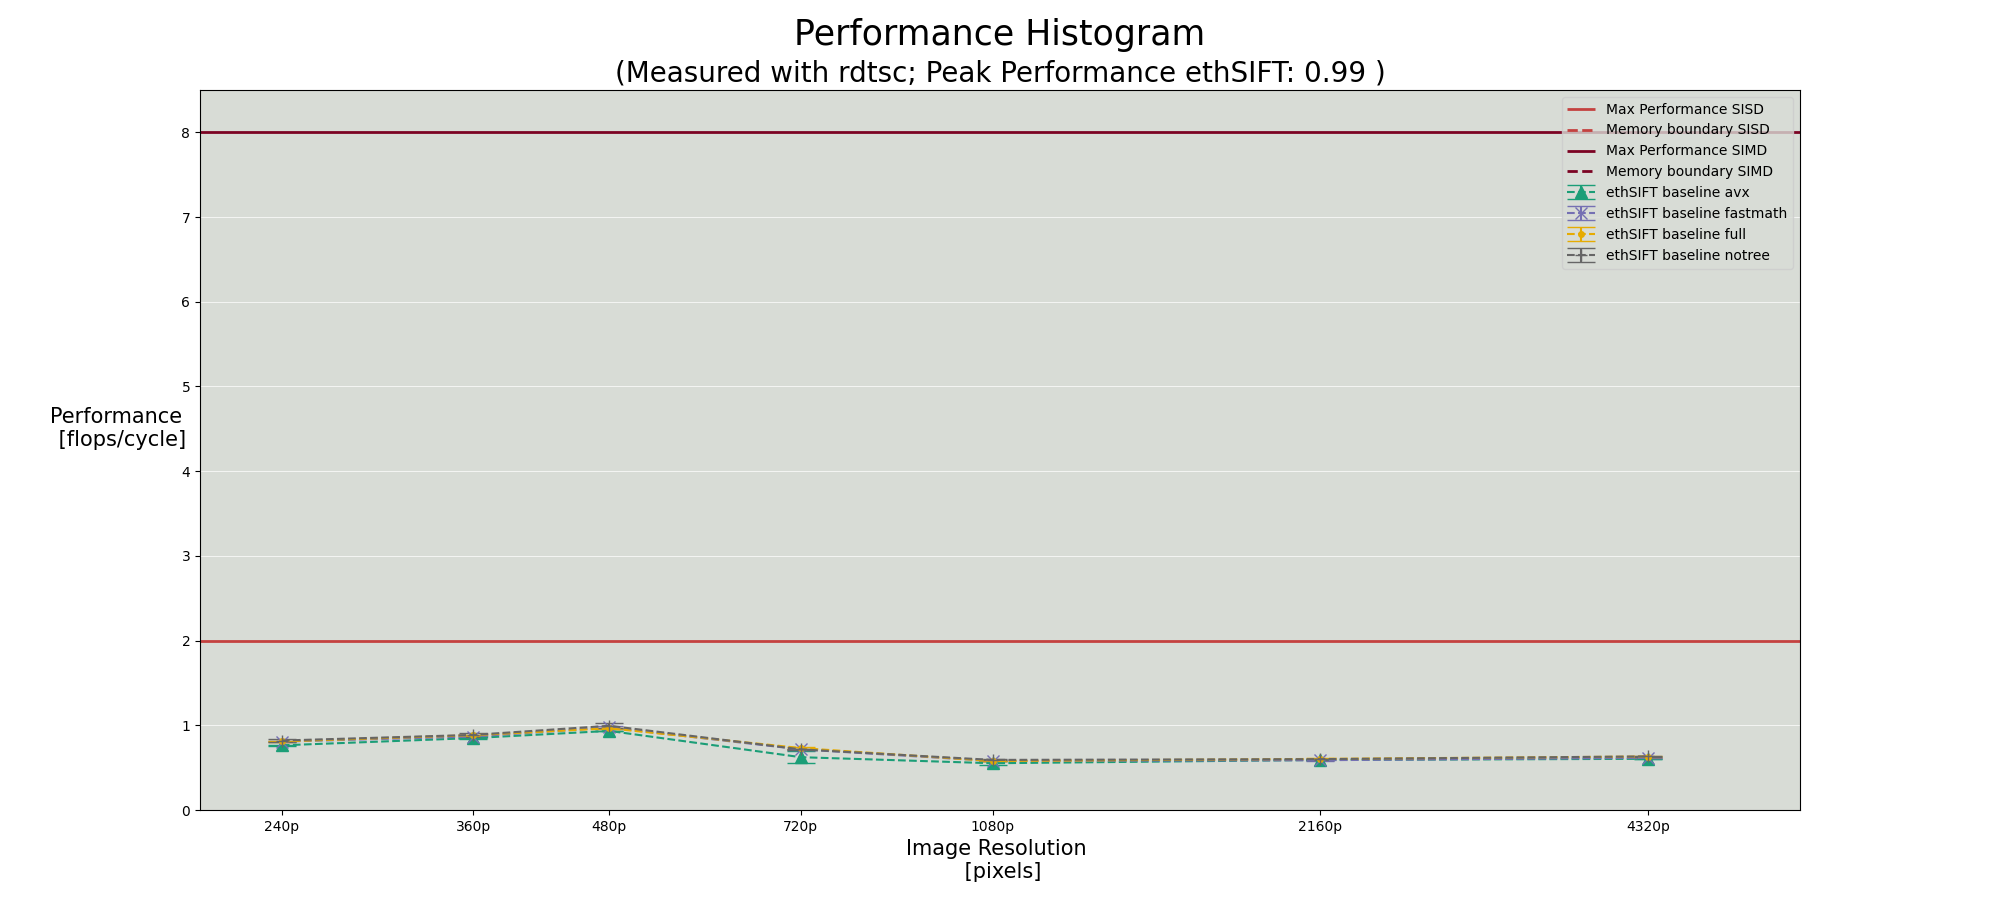 Performance Histogram
(Measured with rdtsc; Peak Performance ethSIFT: 0.99 )
Max Performance SISD
Memory boundary SISD
Max Performance SIMD
Memory boundary SIMD
ethSIFT baseline avx
ethSIFT baseline fastmath
ethSIFT baseline full
ethSIFT baseline notree
8
7
6
5
4
3
2
1
0
Performance
[flops/cycle]
240p 360p 480p 720p 1080p 2160p 4320p
Image Resolution
[pixels]